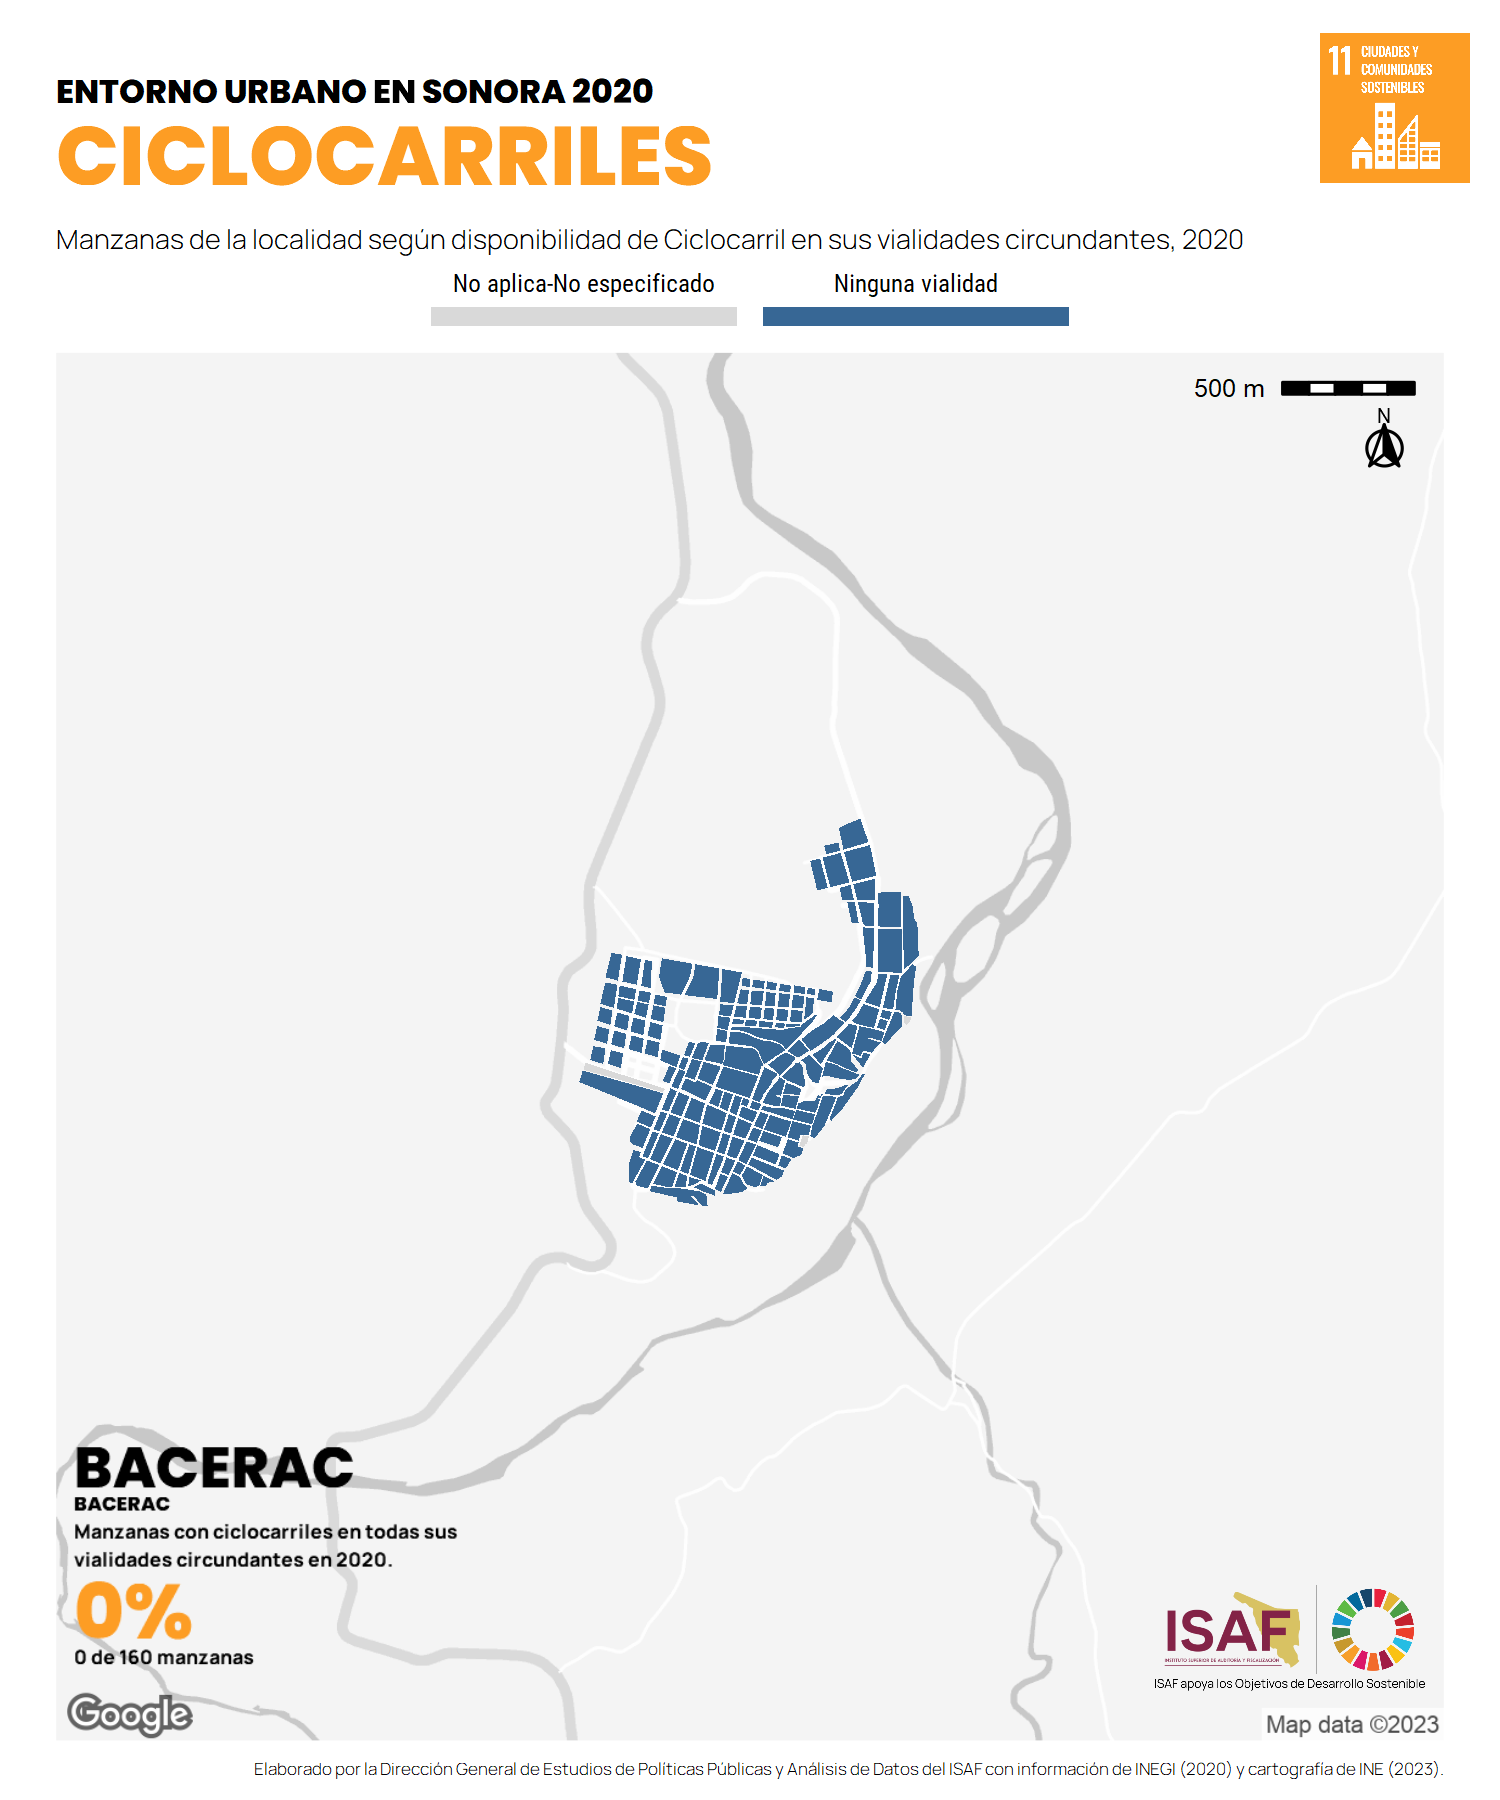 11 CIUDADES Y
COMUNIDADES
SOSTENIBLES
ENTORNO URBANO EN SONORA 2020
CICLOCARRILES
Manzanas de la localidad según disponibilidad de Ciclocarril en sus vialidades circundantes, 2020
No aplica-No especificado
Ninguna vialidad
500 m
N
BACERAC
BACERAC
Manzanas con ciclocarriles en todas sus
vialidades circundantes en 2020.
0%
0 de 160 manzanas
Google
ISAF
INSTITUTO SUPERIOR DE AUDITORÍA Y FISCALIZACIÓN
ISAF apoya los Objetivos de Desarrollo Sostenible
Map data ©2023
Elaborado por la Dirección General de Estudios de Políticas Públicas y Análisis de Datos del ISAF con información de INEGI (2020) y cartografía de INE (2023).